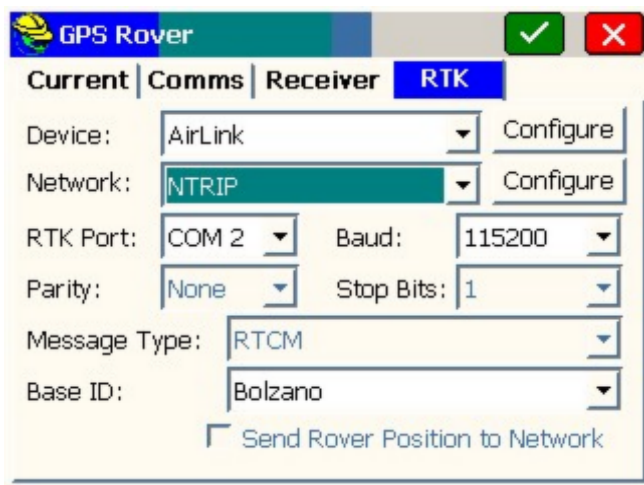 GPS Rover
Current Comms Receiver RTK
Device: AirLink Configure
Network: NTRIP Configure
RTK Port: COM 2 Baud: 115200
Parity: None Stop Bits: 1
Message Type: RTCM
Base ID: Bolzano
Send Rover Position to Network